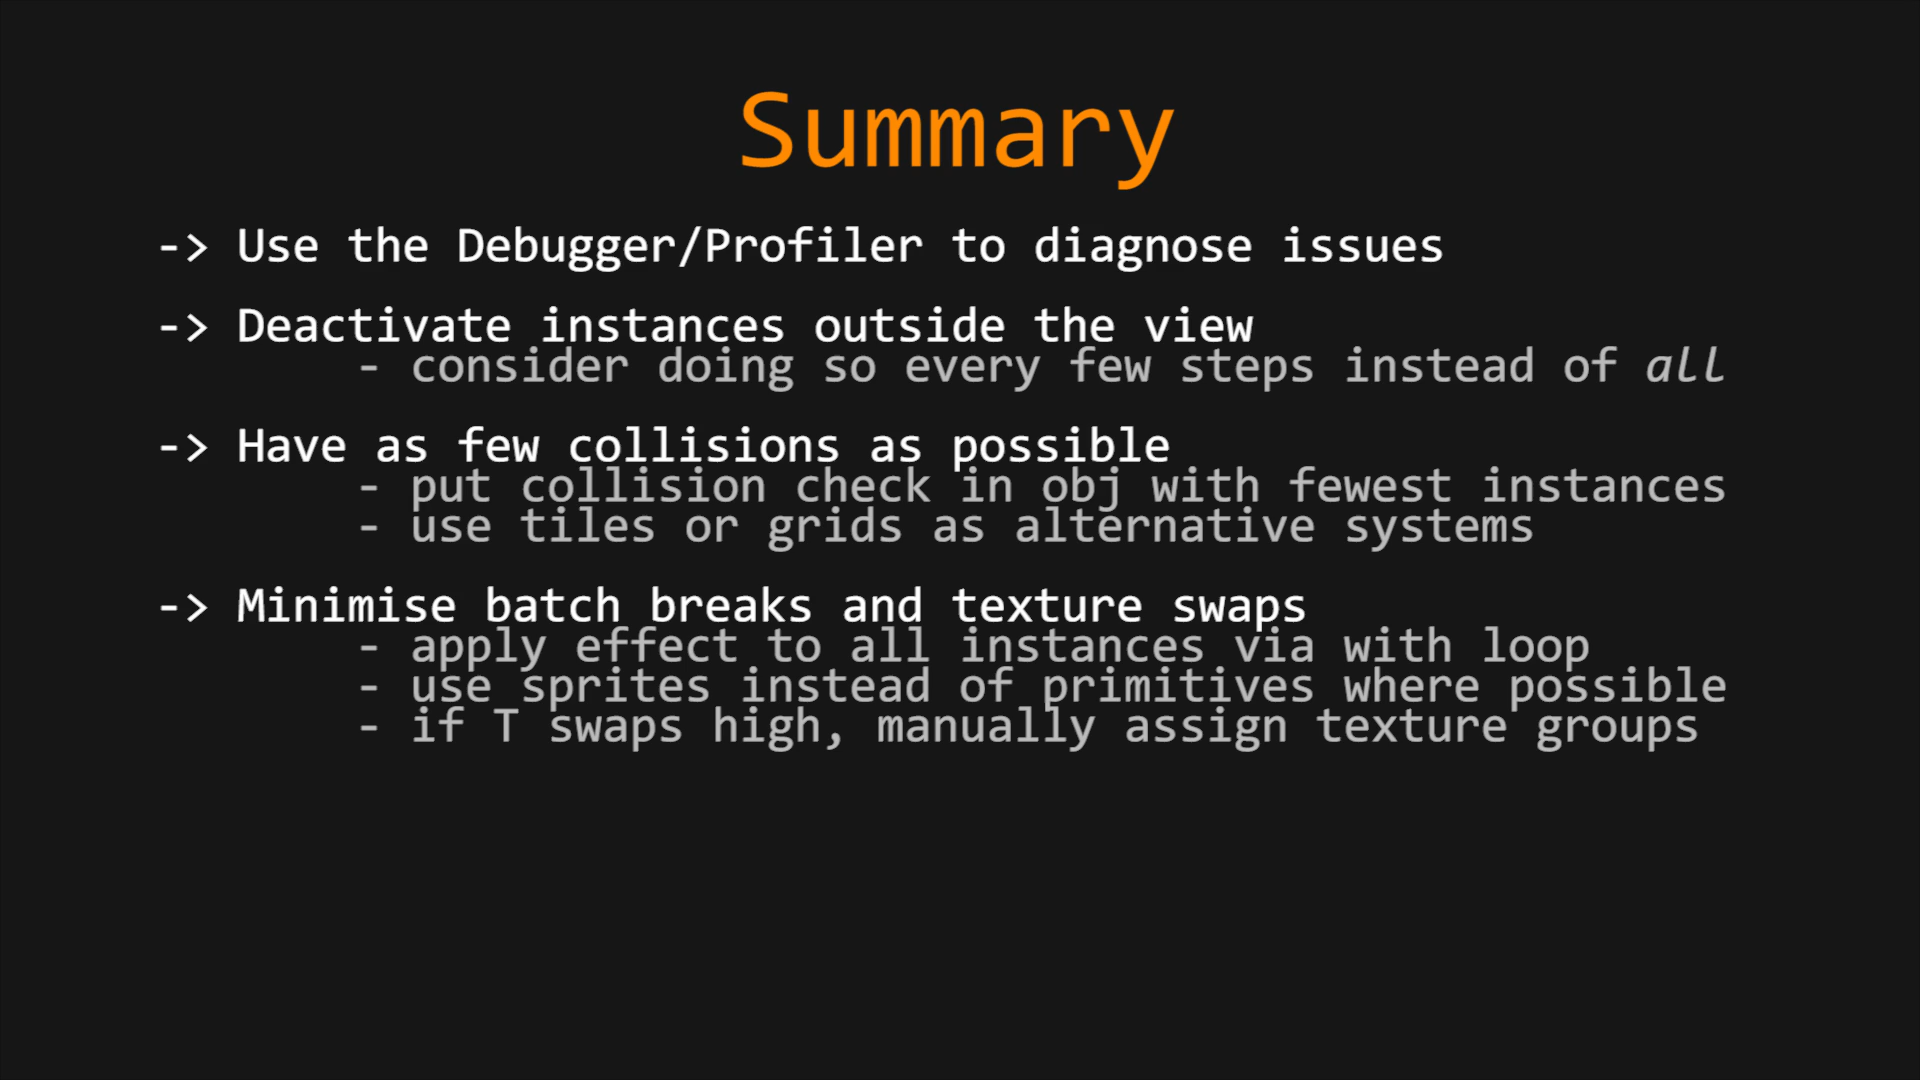 Summary
-> Use the Debugger/Profiler to diagnose issues
-> Deactivate instances outside the view
- consider doing so every few steps instead of all
-> Have as few collisions as possible
- put collision check in obj with fewest instances
- use tiles or grids as alternative systems
-> Minimise batch breaks and texture swaps
- apply effect to all instances via with loop
- use sprites instead of primitives where possible
- if T swaps high, manually assign texture groups